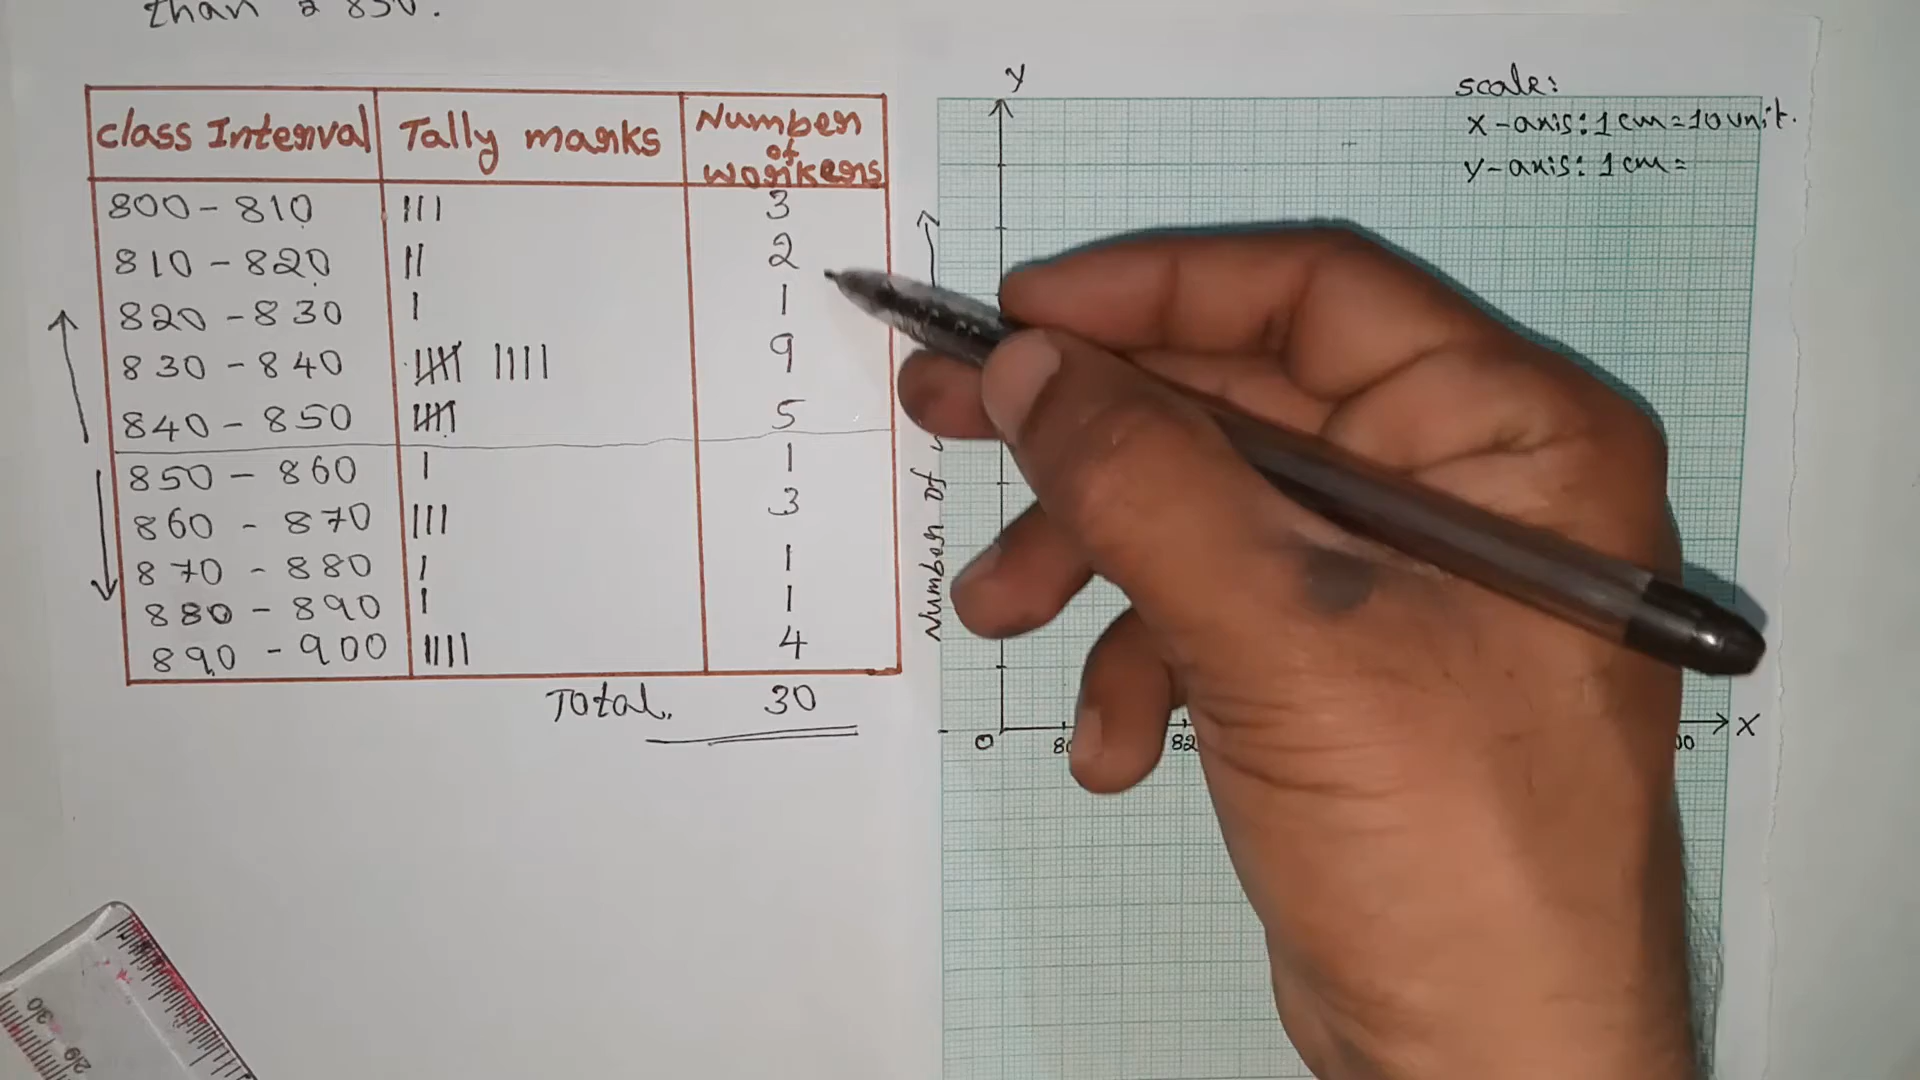 than ₹ 850.
class Interval Tally marks Number of workers
800 - 810 ||| 3
810 - 820 || 2
820 - 830 | 1
830 - 840 |||| |||| 9
840 - 850 |||| 5
850 - 860 | 1
860 - 870 ||| 3
870 - 880 | 1
880 - 890 | 1
890 - 900 |||| 4
Total. 30
Y
scale:
x-axis: 1 cm = 10 unit.
y-axis: 1 cm =
Number of
O X
30
29